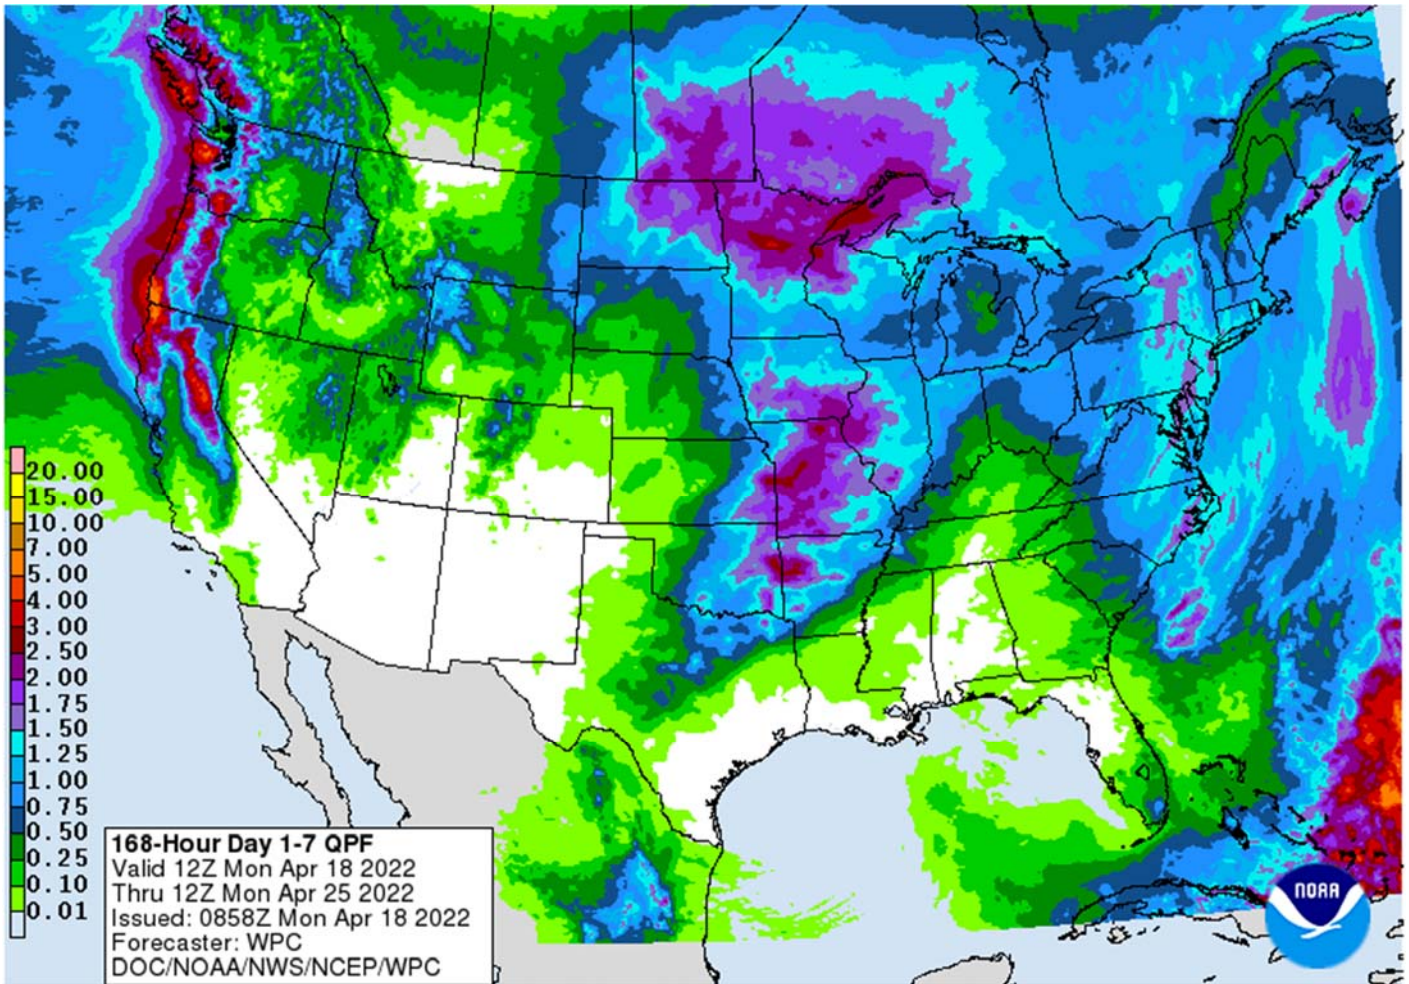 20.00
15.00
10.00
7.00
5.00
4.00
3.00
2.50
2.00
1.75
1.50
1.25
1.00
0.75
0.50
0.25
0.10
0.01
168-Hour Day 1-7 QPF
Valid 12Z Mon Apr 18 2022
Thru 12Z Mon Apr 25 2022
Issued: 0858Z Mon Apr 18 2022
Forecaster: WPC
DOC/NOAA/NWS/NCEP/WPC
NOAA